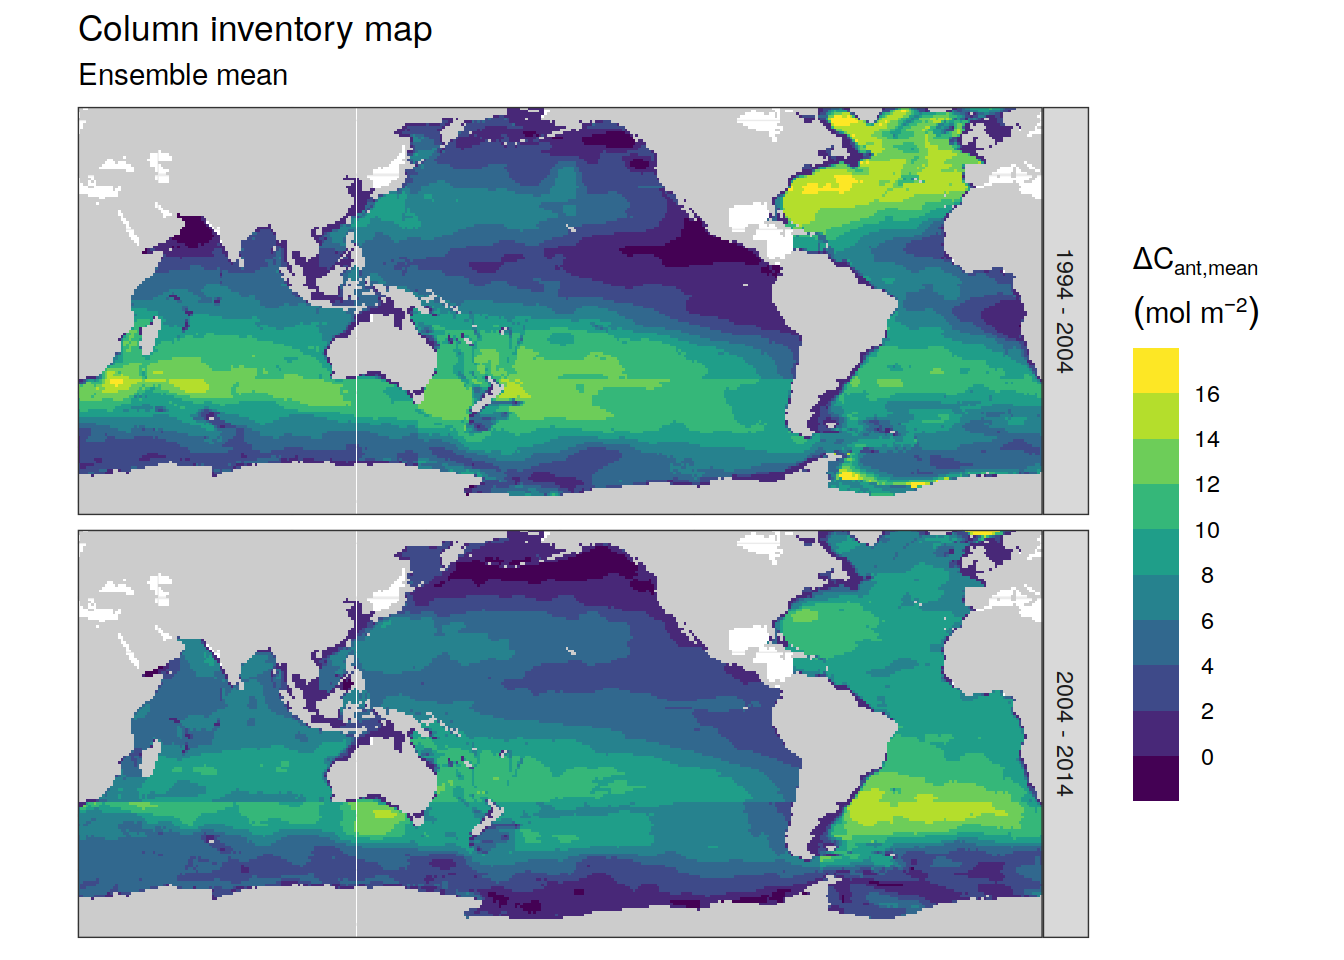 Column inventory map
Ensemble mean
1994 - 2004
2004 - 2014
ΔCant,mean
(mol m⁻²)
16
14
12
10
8
6
4
2
0